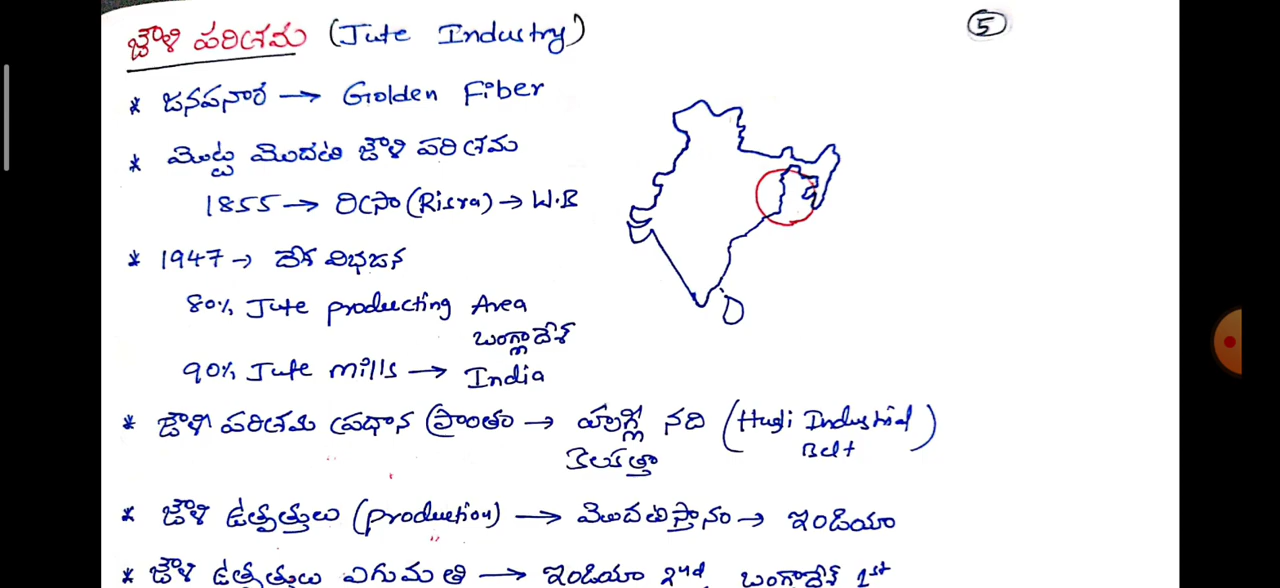 జౌళి పరిశ్రమ (Jute Industry)
5
* జనపనార → Golden Fiber
* మొట్ట మొదటి జౌళి పరిశ్రమ
1855 → రిస్రా (Risra) → W.B
* 1947 → దేశ విభజన
80% Jute producting Area
బంగ్లాదేశ్
90% Jute mills → India
* జౌళి పరిశ్రమ ప్రధాన ప్రాంతం → హుగ్లీ నది (Hugli Industrial Belt)
కలకత్తా
* జౌళి ఉత్పత్తులు (production) → మొదటిస్థానం → ఇండియా
* జౌళి ఉత్పత్తులు ఎగుమతి → ఇండియా 2nd బంగాదేశ్ 1st